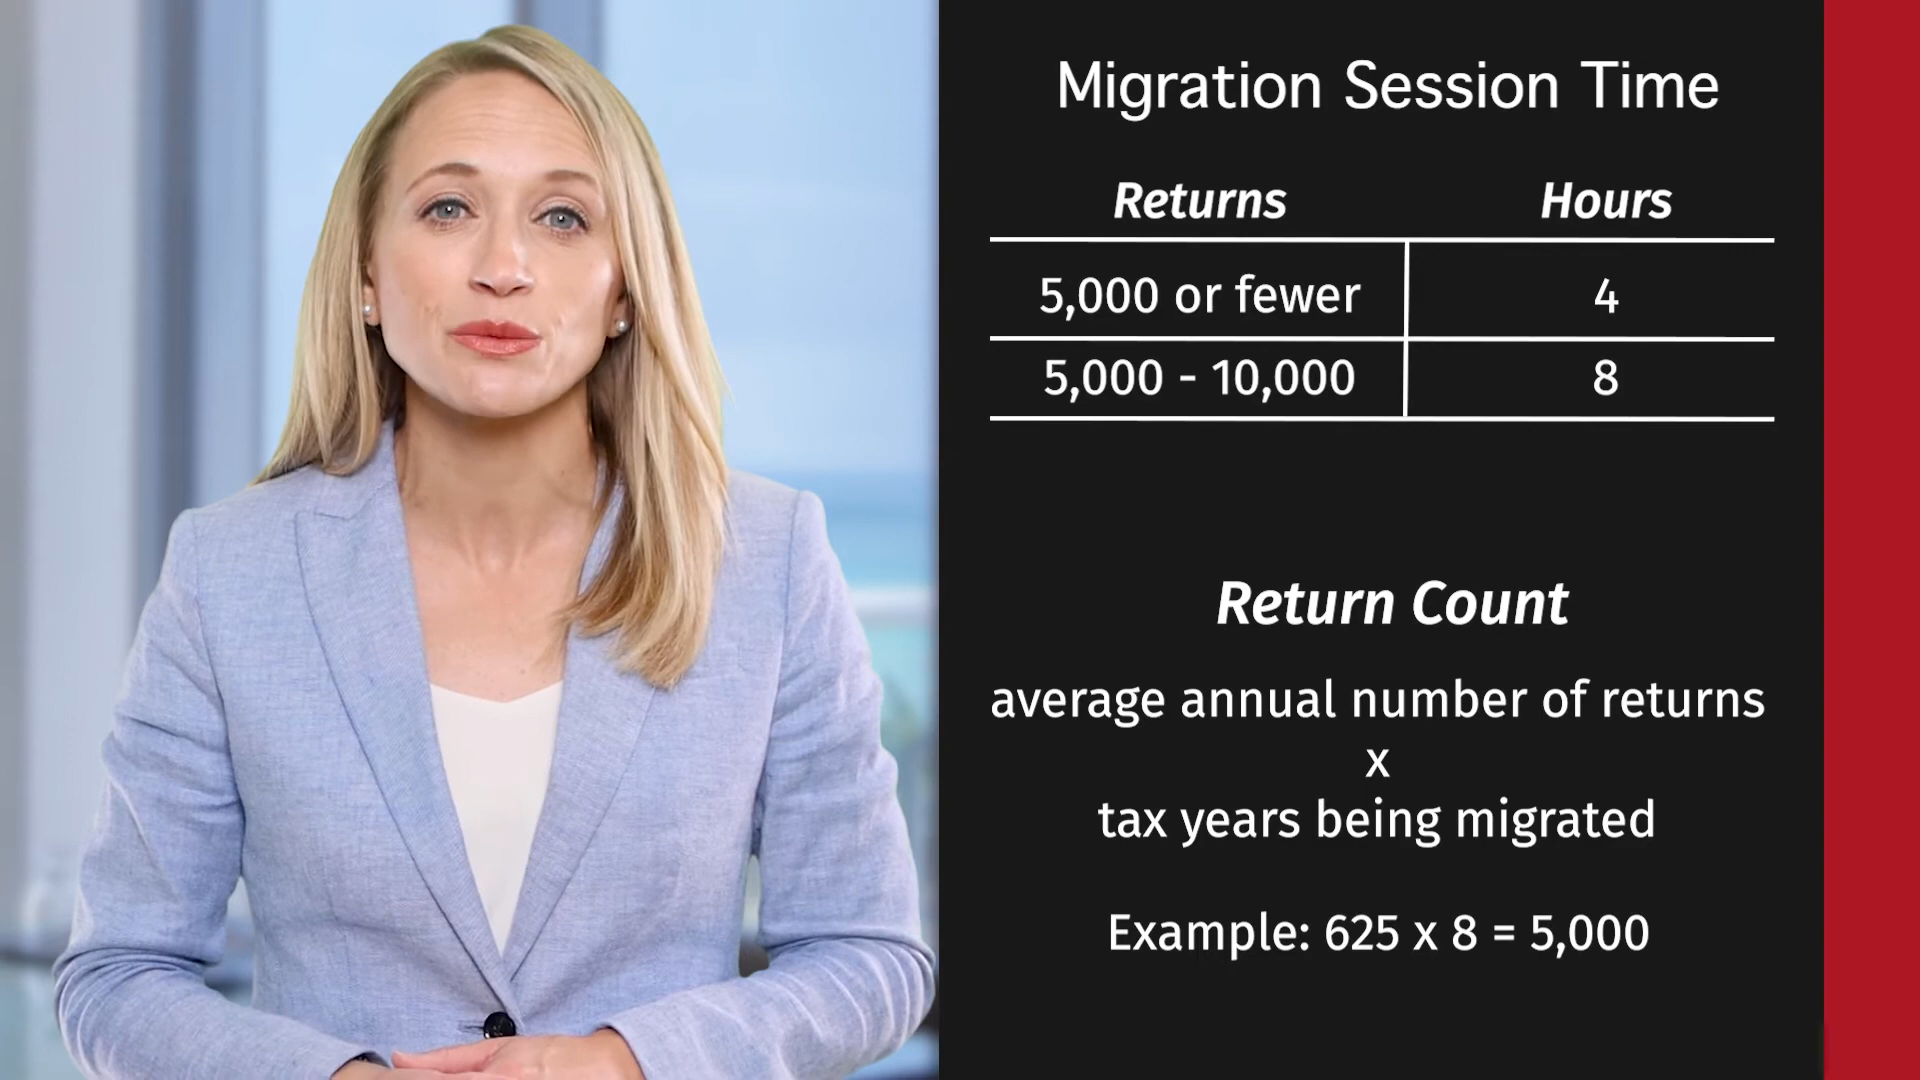 Migration Session Time
Returns Hours
5,000 or fewer 4
5,000 - 10,000 8
Return Count
average annual number of returns
x
tax years being migrated
Example: 625 x 8 = 5,000